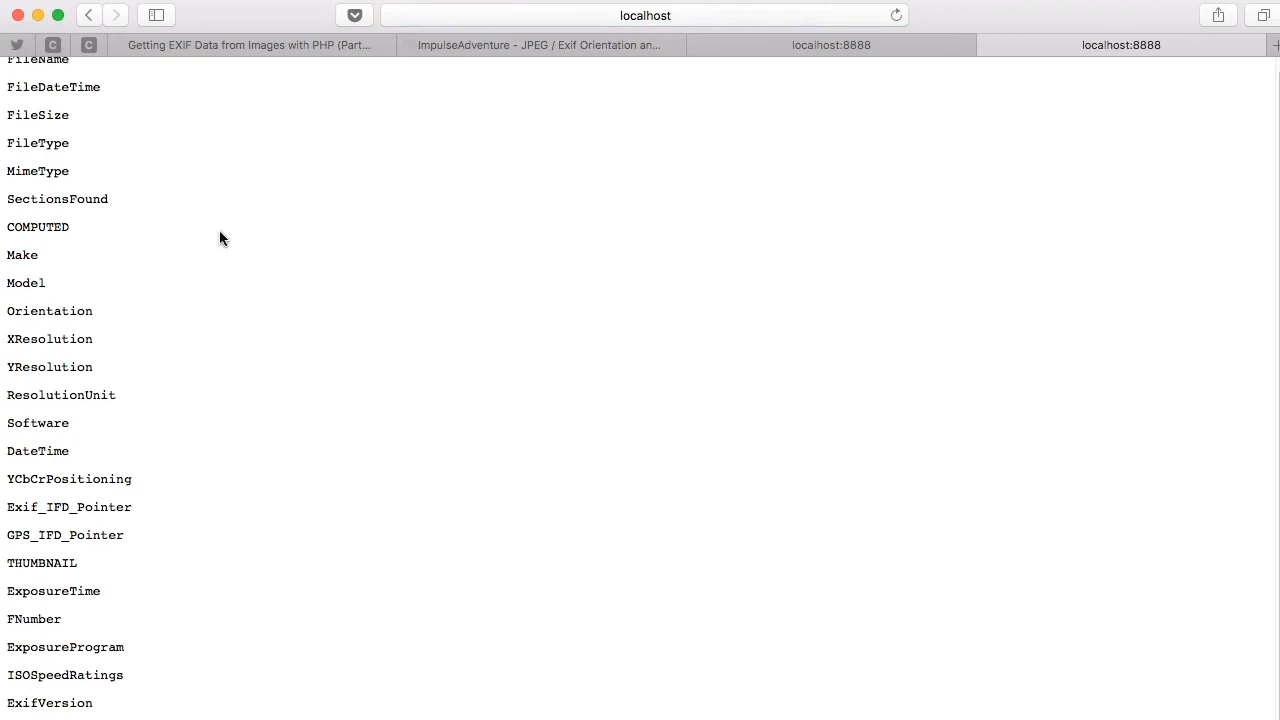 localhost
C
C
Getting EXIF Data from Images with PHP (Part...
ImpulseAdventure - JPEG / Exif Orientation an...
localhost:8888
localhost:8888
FileName
FileDateTime
FileSize
FileType
MimeType
SectionsFound
COMPUTED
Make
Model
Orientation
XResolution
YResolution
ResolutionUnit
Software
DateTime
YCbCrPositioning
Exif_IFD_Pointer
GPS_IFD_Pointer
THUMBNAIL
ExposureTime
FNumber
ExposureProgram
ISOSpeedRatings
ExifVersion